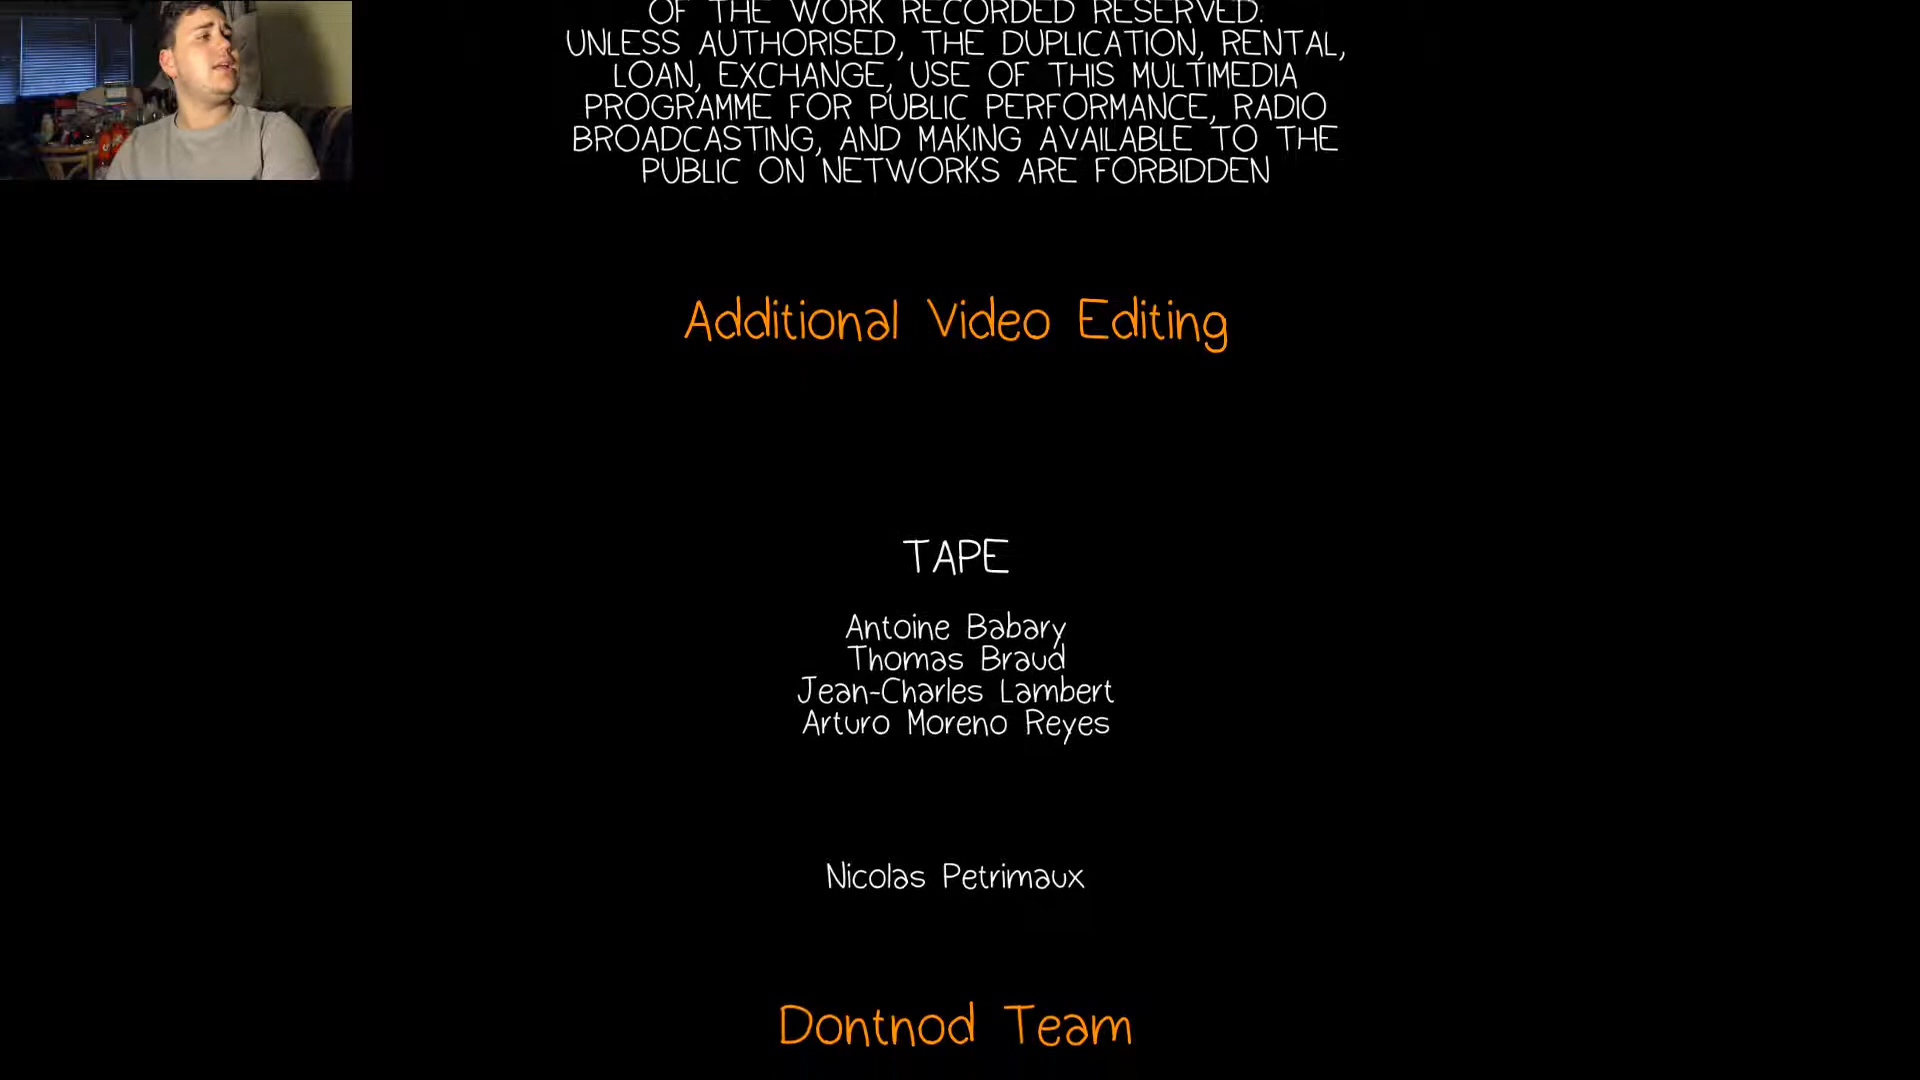 OF THE WORK RECORDED RESERVED.
UNLESS AUTHORISED, THE DUPLICATION, RENTAL,
LOAN, EXCHANGE, USE OF THIS MULTIMEDIA
PROGRAMME FOR PUBLIC PERFORMANCE, RADIO
BROADCASTING, AND MAKING AVAILABLE TO THE
PUBLIC ON NETWORKS ARE FORBIDDEN
Additional Video Editing
TAPE
Antoine Babary
Thomas Braud
Jean-Charles Lambert
Arturo Moreno Reyes
Nicolas Petrimaux
Dontnod Team